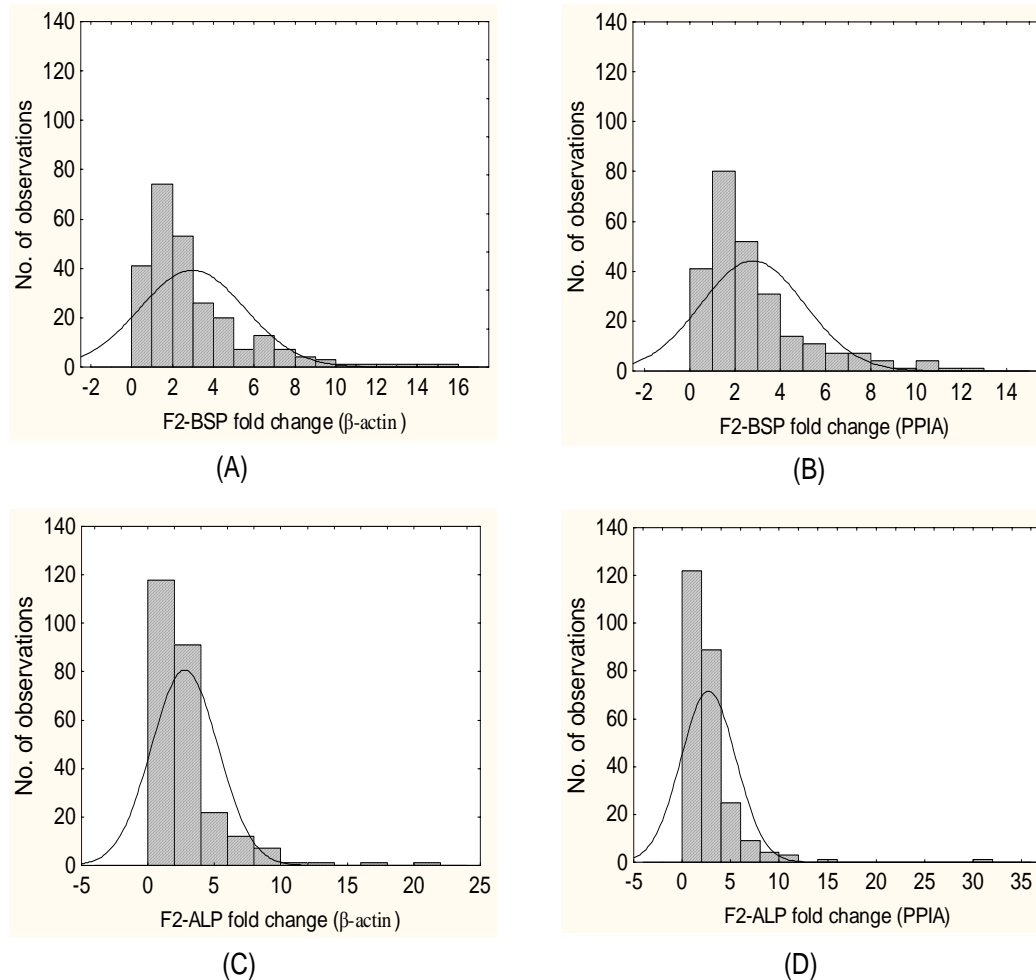 140
120
100
80
60
40
20
0
No. of observations
-2 0 2 4 6 8 10 12 14 16
F2-BSP fold change (β-actin )
(A)
140
120
100
80
60
40
20
0
No. of observations
-2 0 2 4 6 8 10 12 14
F2-BSP fold change (PPIA)
(B)
140
120
100
80
60
40
20
0
No. of observations
-5 0 5 10 15 20 25
F2-ALP fold change (β-actin )
(C)
140
120
100
80
60
40
20
0
No. of observations
-5 0 5 10 15 20 25 30 35
F2-ALP fold change (PPIA)
(D)